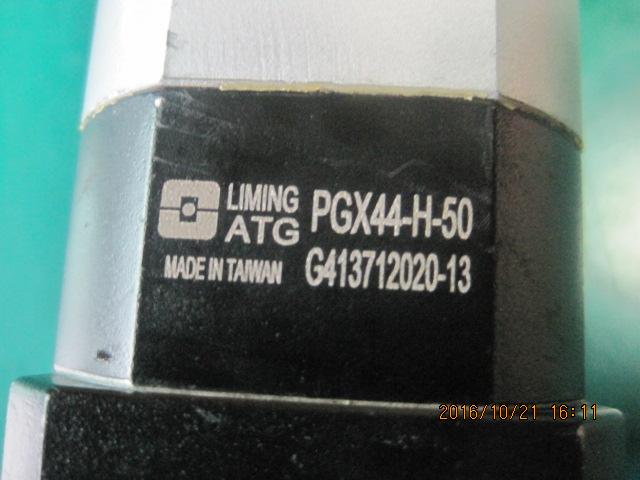 LIMING
ATG
PGX44-H-50
MADE IN TAIWAN
G413712020-13
2016/10/21 16:11